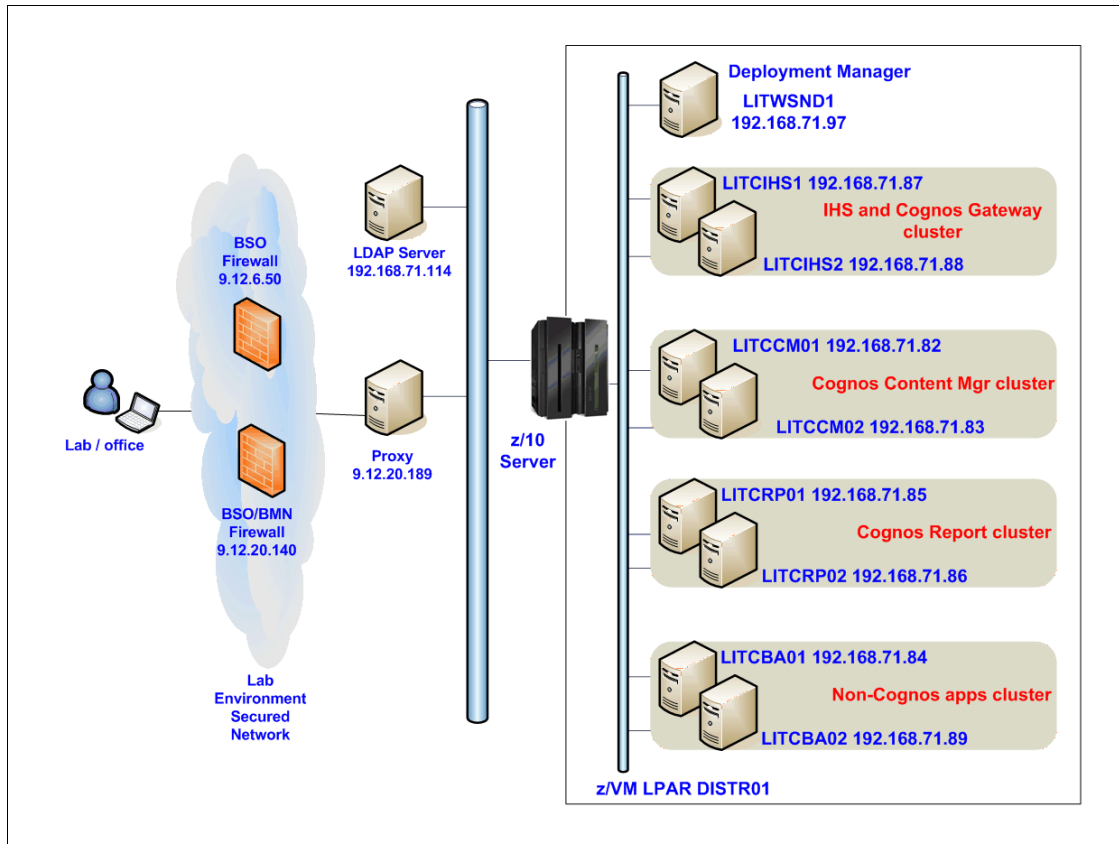 Deployment Manager
LITWSND1
192.168.71.97
LITCIHS1 192.168.71.87
IHS and Cognos Gateway
cluster
LITCIHS2 192.168.71.88
BSO
Firewall
9.12.6.50
LDAP Server
192.168.71.114
LITCCM01 192.168.71.82
Cognos Content Mgr cluster
LITCCM02 192.168.71.83
Lab / office
Proxy
9.12.20.189
z/10
Server
BSO/BMN
Firewall
9.12.20.140
LITCRP01 192.168.71.85
Cognos Report cluster
LITCRP02 192.168.71.86
LITCBA01 192.168.71.84
Non-Cognos apps cluster
LITCBA02 192.168.71.89
Lab
Environment
Secured
Network
z/VM LPAR DISTR01